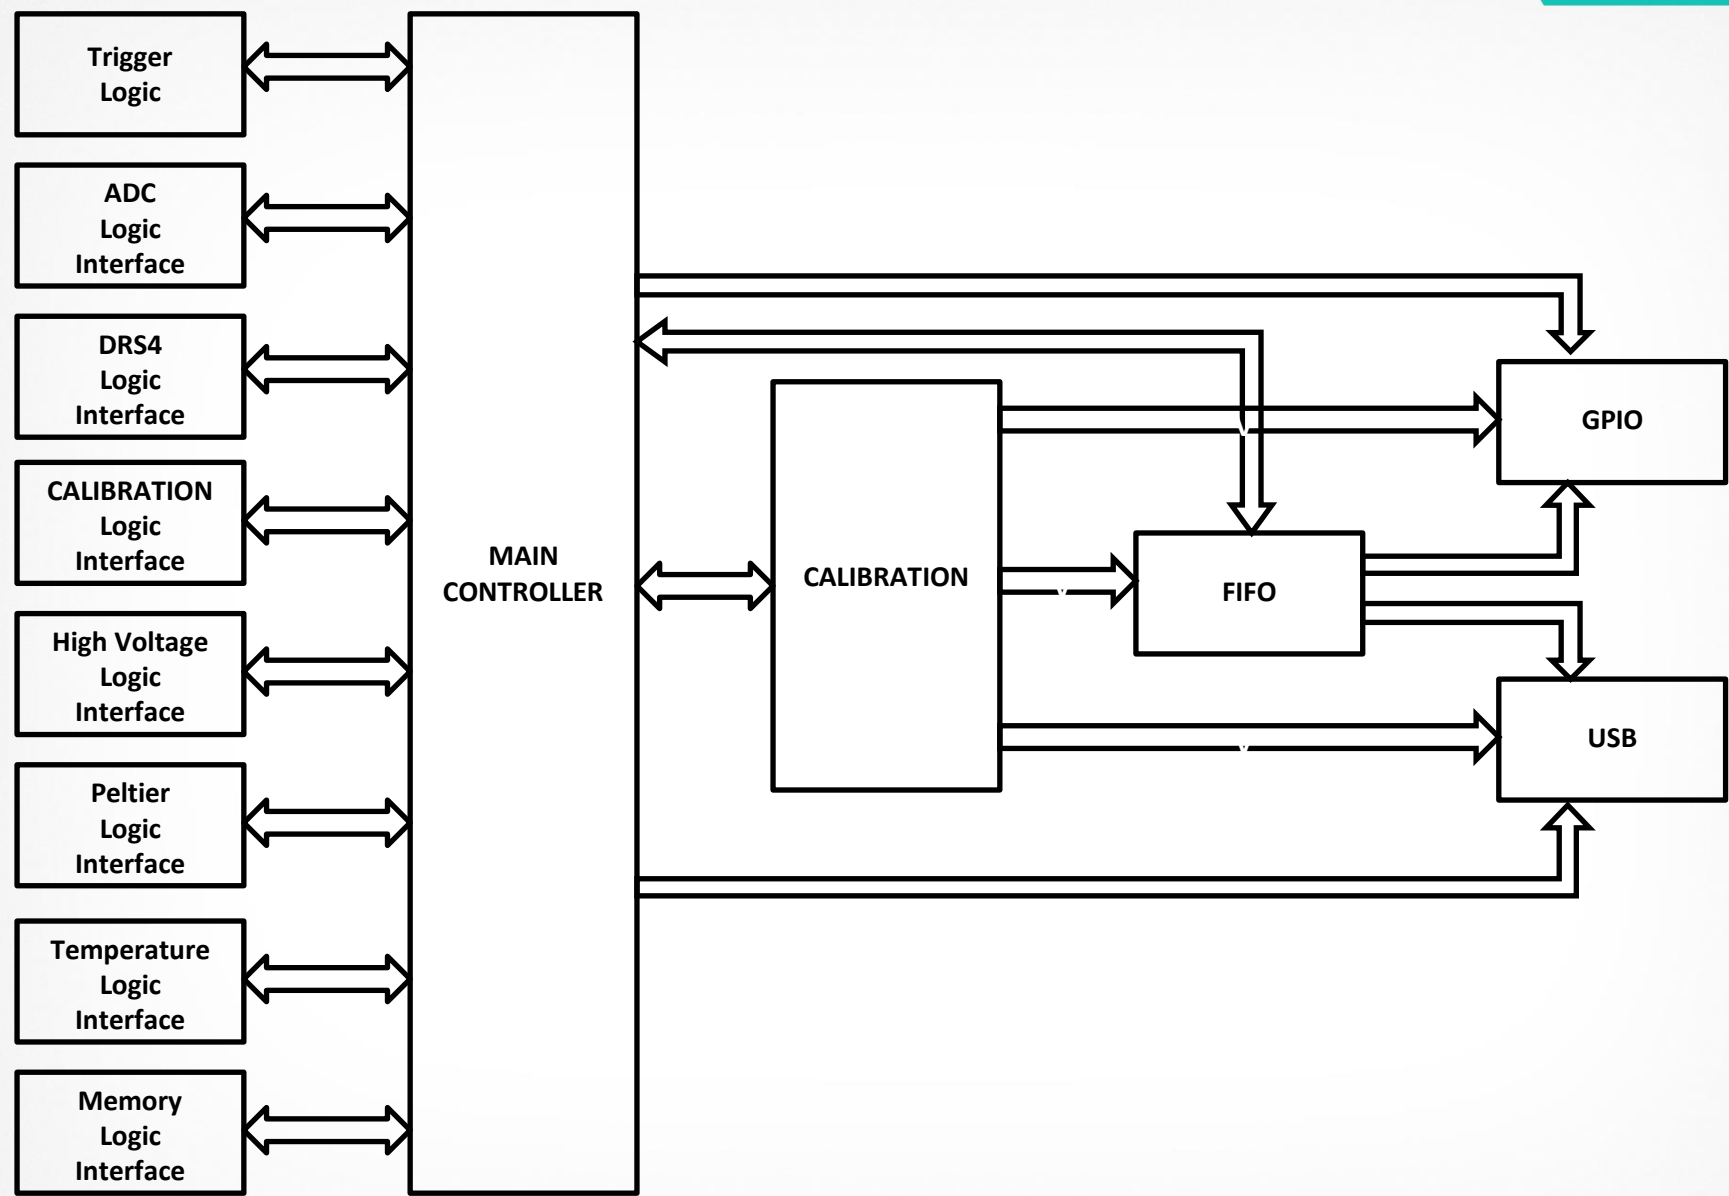 Trigger
Logic
ADC
Logic
Interface
DRS4
Logic
Interface
CALIBRATION
Logic
Interface
High Voltage
Logic
Interface
Peltier
Logic
Interface
Temperature
Logic
Interface
Memory
Logic
Interface
MAIN
CONTROLLER
CALIBRATION
FIFO
GPIO
USB